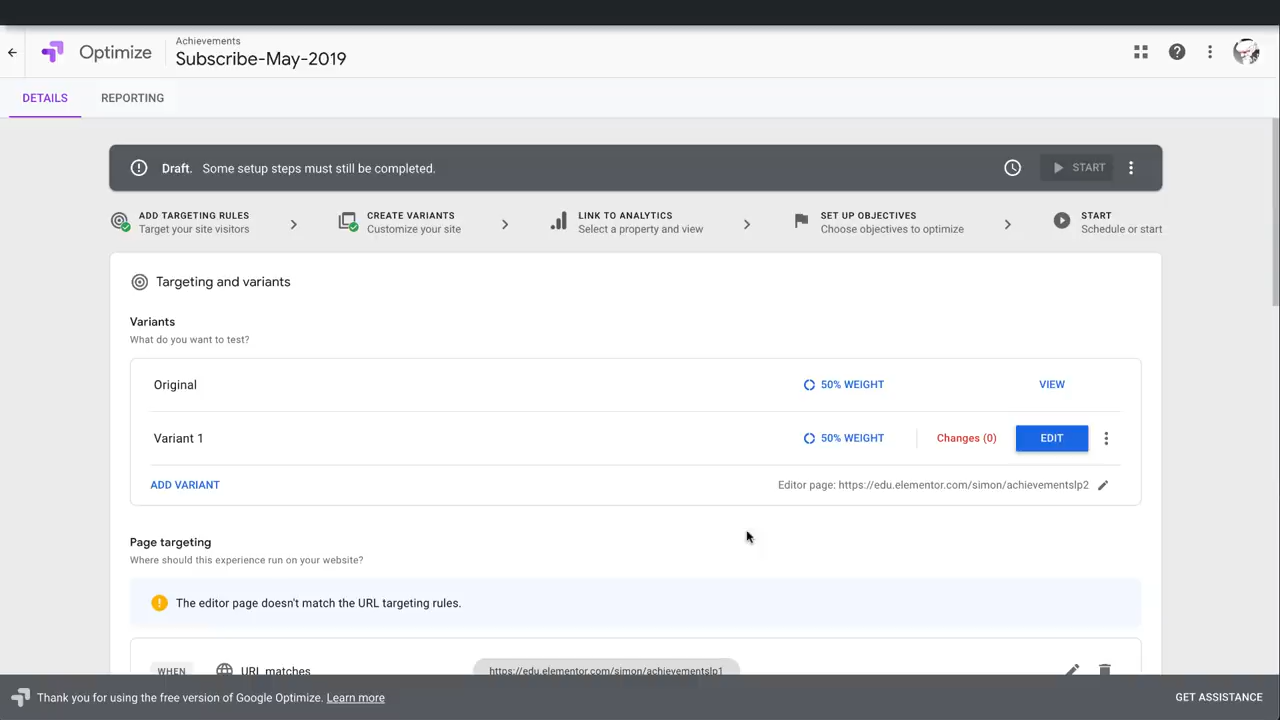 Optimize
Achievements
Subscribe-May-2019
DETAILS
REPORTING
Draft. Some setup steps must still be completed.
START
ADD TARGETING RULES
Target your site visitors
CREATE VARIANTS
Customize your site
LINK TO ANALYTICS
Select a property and view
SET UP OBJECTIVES
Choose objectives to optimize
START
Schedule or start
Targeting and variants
Variants
What do you want to test?
Original
50% WEIGHT
VIEW
Variant 1
50% WEIGHT
Changes (0)
EDIT
ADD VARIANT
Editor page: https://edu.elementor.com/simon/achievementslp2
Page targeting
Where should this experience run on your website?
The editor page doesn't match the URL targeting rules.
WHEN
URL matches
https://edu.elementor.com/simon/achievementslp1
Thank you for using the free version of Google Optimize. Learn more
GET ASSISTANCE